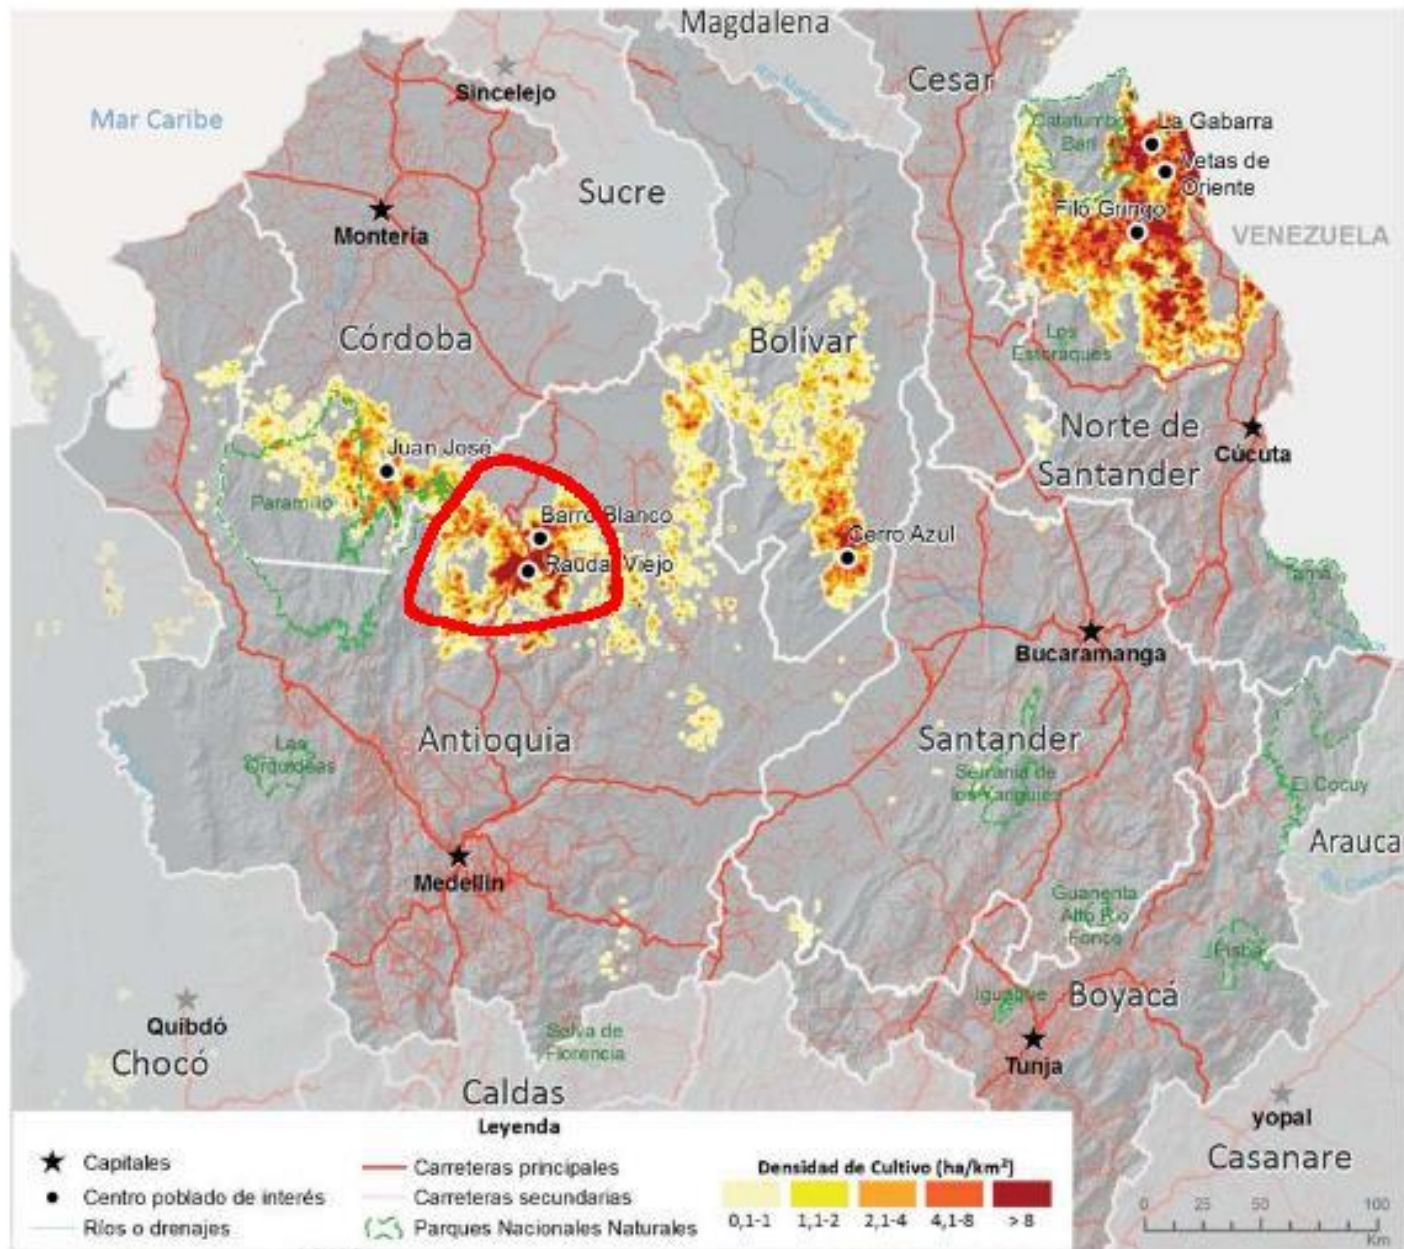 Magdalena
Cesar
Sincelejo
Mar Caribe
Catatumbo
Barí
La Gabarra
Vetas de
Oriente
Filo Gringo
Sucre
Montería
VENEZUELA
Córdoba
Bolívar
Los
Estoraques
Norte de
Santander
Cúcuta
Juan José
Paramillo
Barro Blanco
Raudal Viejo
Cerro Azul
Tamá
Bucaramanga
Antioquia
Santander
Las
Orquídeas
Serranía de
los Yariguíes
El Cocuy
Arauca
Medellín
Guanentá
Alto Río
Fonce
Pisba
Iguaque
Boyacá
Quibdó
Chocó
Selva de
Florencia
Tunja
Caldas
yopal
Casanare
Leyenda
Capitales
Centro poblado de interés
Ríos o drenajes
Carreteras principales
Carreteras secundarias
Parques Nacionales Naturales
Densidad de Cultivo (ha/km²)
0,1-1 1,1-2 2,1-4 4,1-8 > 8
0 25 50 100
Km